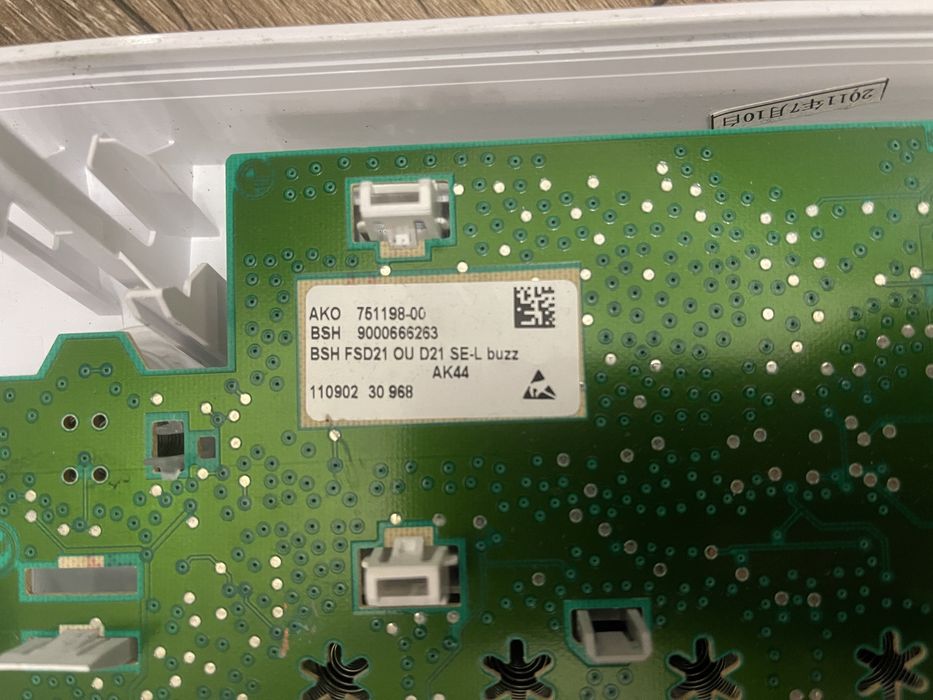 2011年7月10日
AKO 751198-00
BSH 9000666263
BSH FSD21 OU D21 SE-L buzz
AK44
110902 30 968